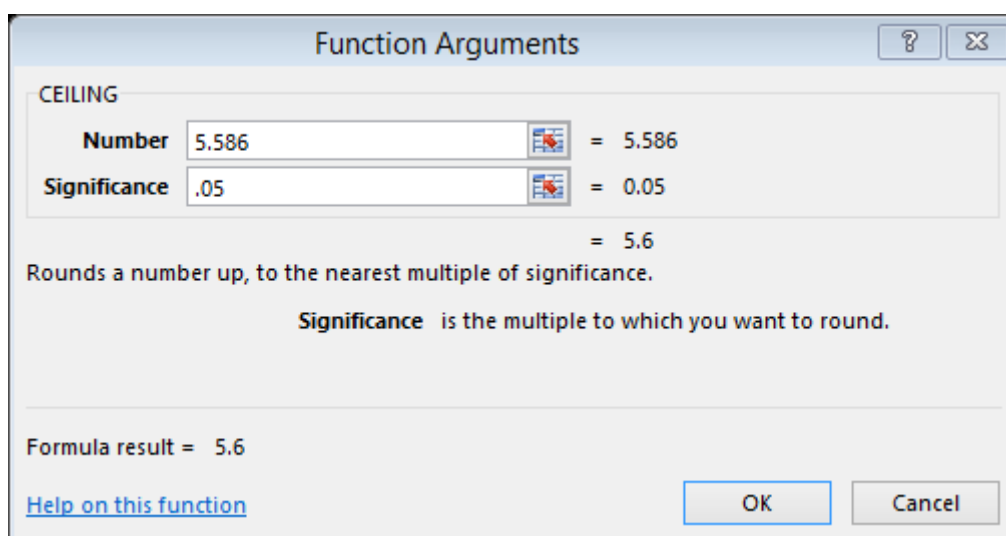 Function Arguments ?
CEILING
Number 5.586 = 5.586
Significance .05 = 0.05
= 5.6
Rounds a number up, to the nearest multiple of significance.
Significance is the multiple to which you want to round.
Formula result = 5.6
Help on this function OK Cancel